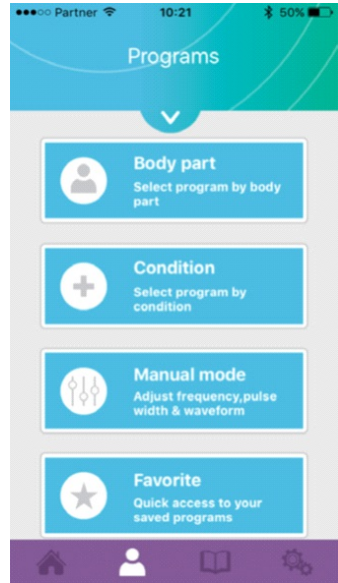 Partner 10:21 50%
Programs
Body part
Select program by body
part
Condition
Select program by
condition
Manual mode
Adjust frequency,pulse
width & waveform
Favorite
Quick access to your
saved programs